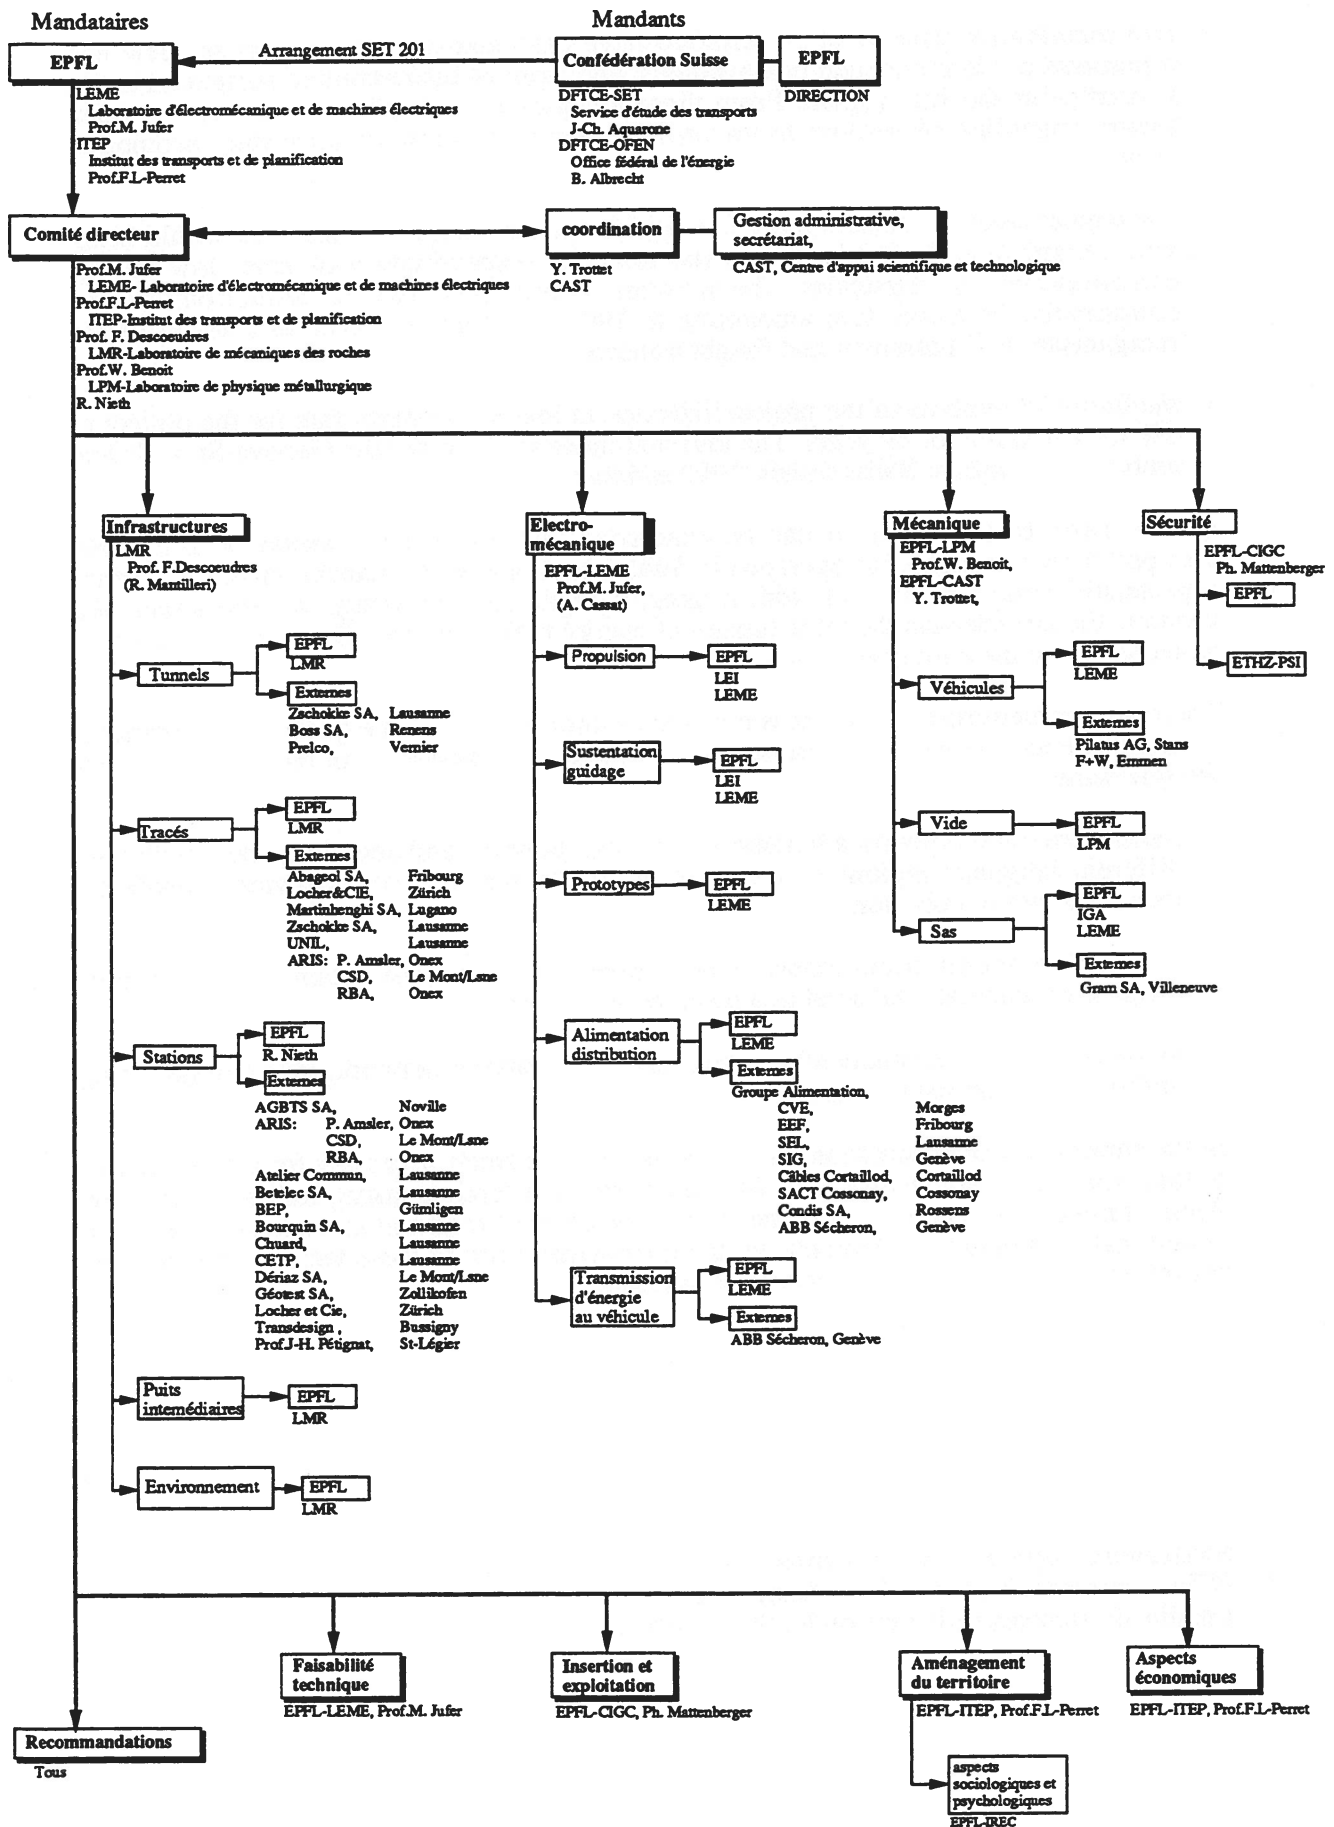 Mandataires
Mandants
EPFL
Arrangement SET 201
Confédération Suisse
EPFL
LEME
Laboratoire d'électromécanique et de machines électriques
Prof.M. Jufer
ITEP
Institut des transports et de planification
Prof.F.L-Perret
DFTCE-SET
Service d'étude des transports
J-Ch. Aquarone
DFTCE-OFEN
Office fédéral de l'énergie
B. Albrecht
DIRECTION
Comité directeur
coordination
Gestion administrative,
secrétariat,
Prof.M. Jufer
LEME- Laboratoire d'électromécanique et de machines électriques
Prof.F.L-Perret
ITEP-Institut des transports et de planification
Prof. F. Descoeudres
LMR-Laboratoire de mécaniques des roches
Prof.W. Benoit
LPM-Laboratoire de physique métallurgique
R. Nieth
Y. Trottet
CAST
CAST, Centre d'appui scientifique et technologique
Infrastructures
LMR
Prof. F.Descoeudres
(R. Mantilleri)
Tunnels
EPFL
LMR
Externes
Zschokke SA, Lausanne
Boss SA, Renens
Prelco, Vernier
Tracés
EPFL
LMR
Externes
Abageol SA, Fribourg
Locher&CIE, Zürich
Martinhenghi SA, Lugano
Zschokke SA, Lausanne
UNIL, Lausanne
ARIS: P. Amsler, Onex
CSD, Le Mont/Lsne
RBA, Onex
Stations
EPFL
R. Nieth
Externes
AGBTS SA, Noville
ARIS: P. Amsler, Onex
CSD, Le Mont/Lsne
RBA, Onex
Atelier Commun, Lausanne
Betelec SA, Lausanne
BEP, Gümligen
Bourquin SA, Lausanne
Chuard, Lausanne
CETP, Lausanne
Dériaz SA, Le Mont/Lsne
Géotest SA, Zollikofen
Locher et Cie, Zürich
Transdesign , Bussigny
Prof.J-H. Pétignat, St-Légier
Puits
intemédiaires
EPFL
LMR
Environnement
EPFL
LMR
Electro-
mécanique
EPFL-LEME
Prof.M. Jufer,
(A. Cassat)
Propulsion
EPFL
LEI
LEME
Sustentation
guidage
EPFL
LEI
LEME
Prototypes
EPFL
LEME
Alimentation
distribution
EPFL
LEME
Externes
Groupe Alimentation,
CVE, Morges
EEF, Fribourg
SEL, Lausanne
SIG, Genève
Câbles Cortaillod, Cortaillod
SACT Cossonay, Cossonay
Condis SA, Rossens
ABB Sécheron, Genève
Transmission
d'énergie
au véhicule
EPFL
LEME
Externes
ABB Sécheron, Genève
Mécanique
EPFL-LPM
Prof.W. Benoit,
EPFL-CAST
Y. Trottet,
Véhicules
EPFL
LEME
Externes
Pilatus AG, Stans
F+W, Emmen
Vide
EPFL
LPM
Sas
EPFL
IGA
LEME
Externes
Gram SA, Villeneuve
Sécurité
EPFL-CIGC
Ph. Mattenberger
EPFL
ETHZ-PSI
Faisabilité
technique
EPFL-LEME, Prof.M. Jufer
Insertion et
exploitation
EPFL-CIGC, Ph. Mattenberger
Aménagement
du territoire
EPFL-ITEP, Prof.F.L-Perret
Aspects
économiques
EPFL-ITEP, Prof.F.L-Perret
Recommandations
Tous
aspects
sociologiques et
psychologiques
EPFL-IREC